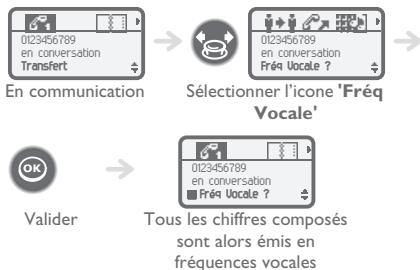 0123456789
en conversation
Transfert
En communication
0123456789
en conversation
Fréq Vocale ?
Sélectionner l'icone 'Fréq
Vocale'
OK
Valider
0123456789
en conversation
Fréq Vocale ?
Tous les chiffres composés
sont alors émis en
fréquences vocales